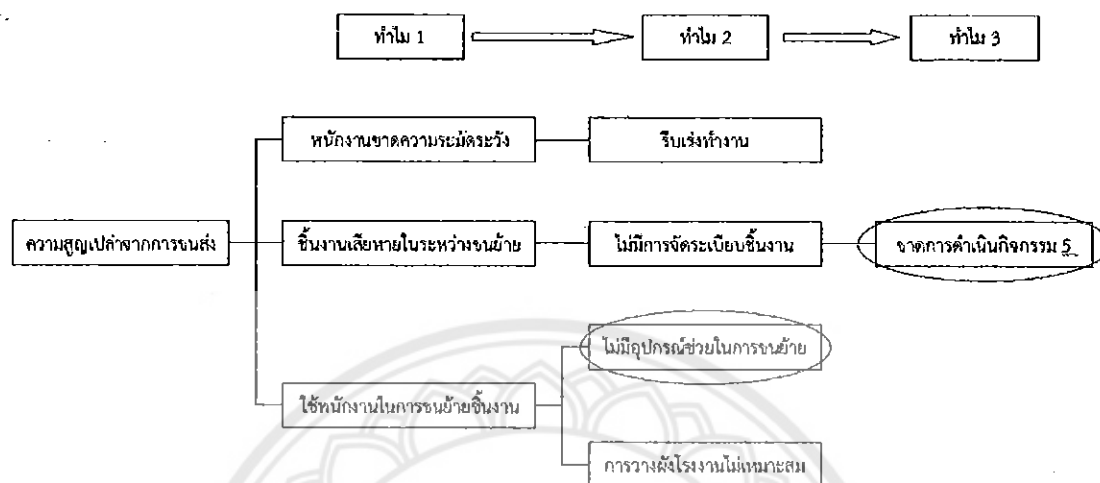 ทำไม 1
ทำไม 2
ทำไม 3
พนักงานขาดความระมัดระวัง
รีบเร่งทำงาน
ความสูญเปล่าจากการขนส่ง
ชิ้นงานเสียหายในระหว่างขนย้าย
ไม่มีการจัดระเบียบชิ้นงาน
ขาดการดำเนินกิจกรรม 5
ไม่มีอุปกรณ์ช่วยในการขนย้าย
ใช้พนักงานในการขนย้ายชิ้นงาน
การวางผังโรงงานไม่เหมาะสม